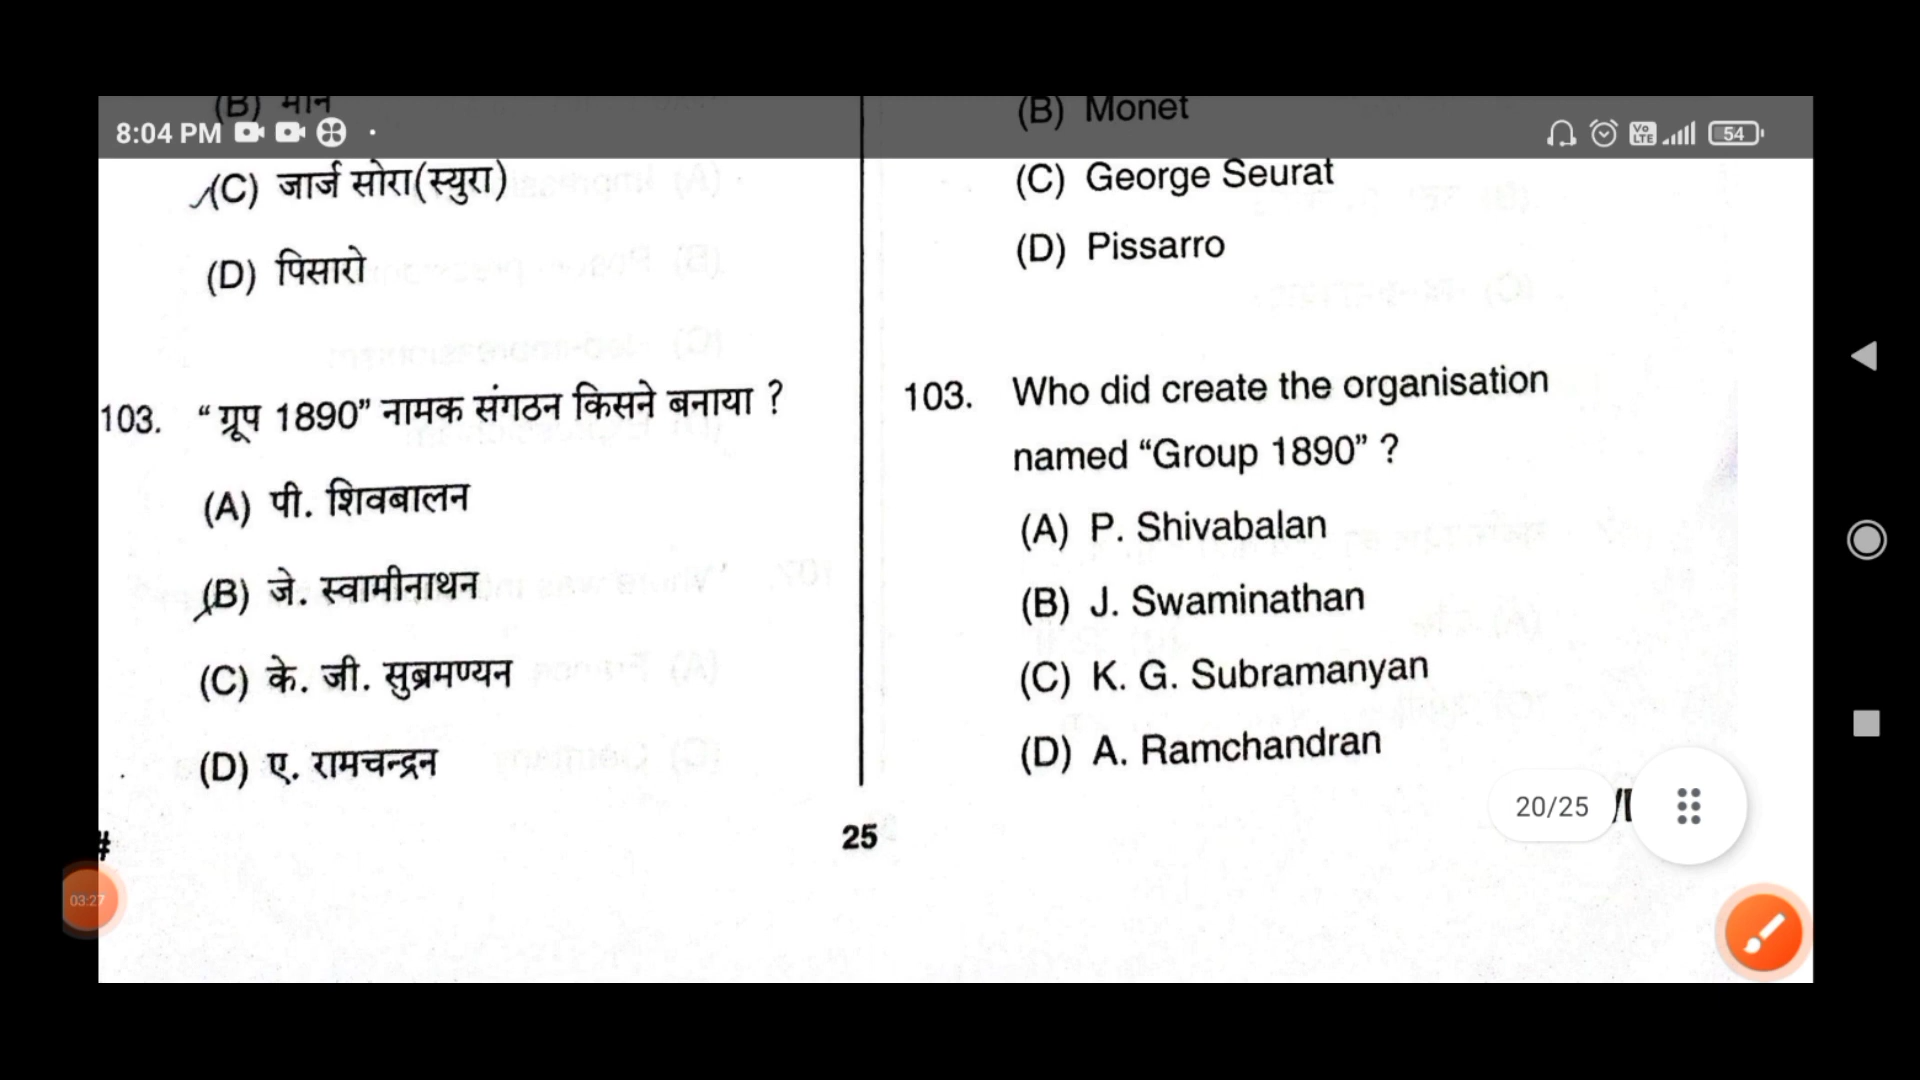 (B) मोने
8:04 PM
54
(C) जार्ज सोरा(स्युरा)
(D) पिसारो
103. “ ग्रूप 1890” नामक संगठन किसने बनाया ?
(A) पी. शिवबालन
(B) जे. स्वामीनाथन
(C) के. जी. सुब्रमण्यन
(D) ए. रामचन्द्रन
#
(B) Monet
(C) George Seurat
(D) Pissarro
103. Who did create the organisation
named “Group 1890” ?
(A) P. Shivabalan
(B) J. Swaminathan
(C) K. G. Subramanyan
(D) A. Ramchandran
20/25
25
03:27